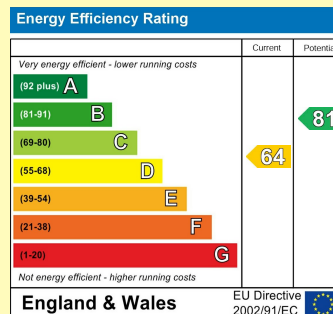 Energy Efficiency Rating
Current
Very energy efficient - lower running costs
(92 plus) A
(81-91) B
81
(69-80) C
64
(55-68) D
(39-54) E
(21-38) F
(1-20) G
Not energy efficient - higher running costs
England & Wales
EU Directive
2002/91/EC